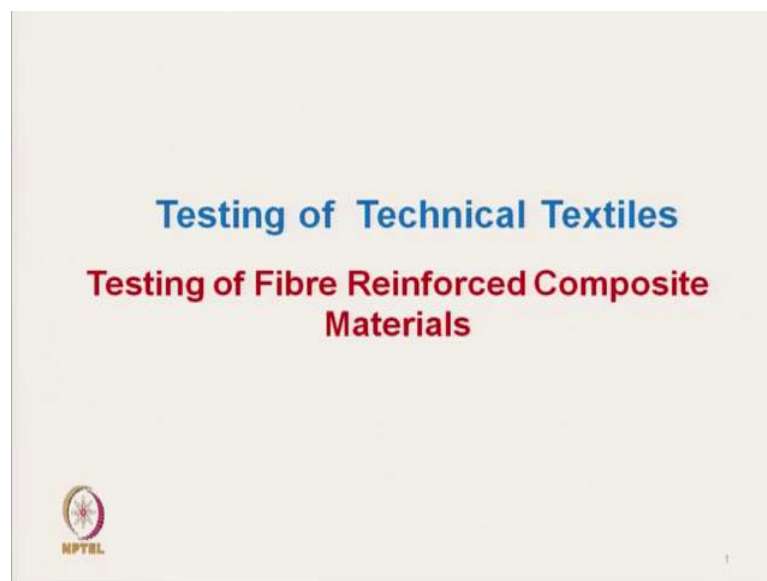 Testing of Technical Textiles
Testing of Fibre Reinforced Composite
Materials
NPTEL
1